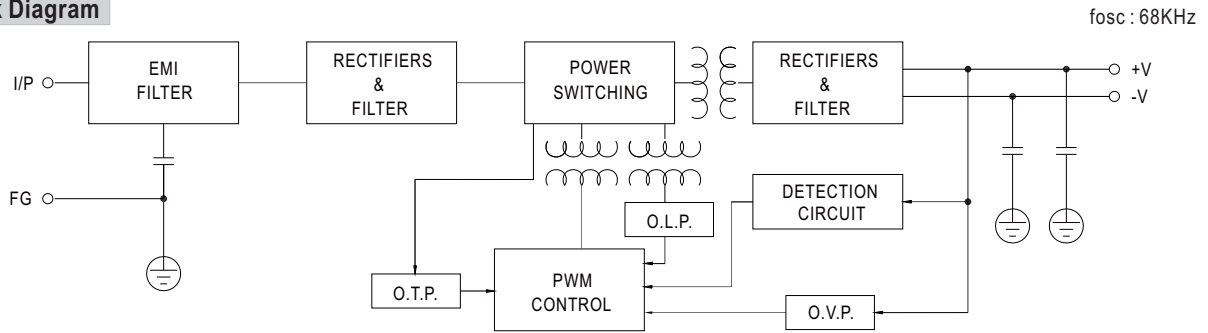 Diagram
fosc : 68KHz
I/P
EMI
FILTER
RECTIFIERS
&
FILTER
POWER
SWITCHING
RECTIFIERS
&
FILTER
+V
-V
FG
DETECTION
CIRCUIT
O.L.P.
O.T.P.
PWM
CONTROL
O.V.P.